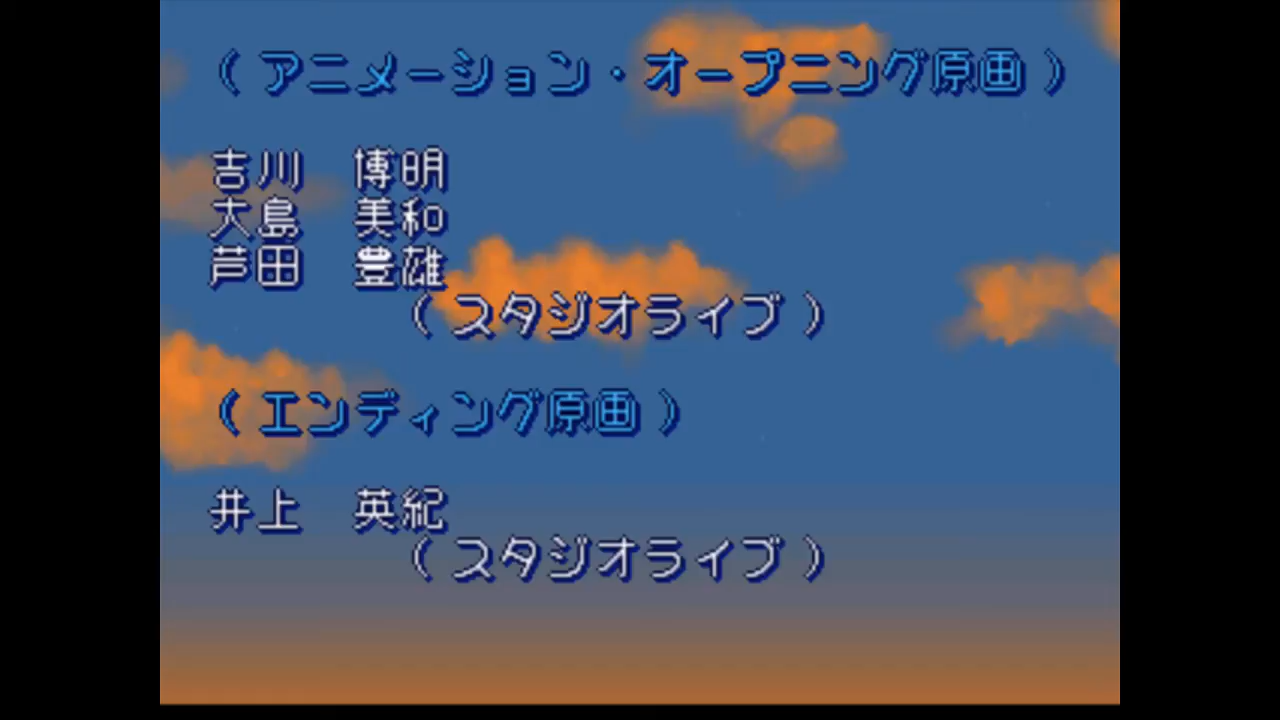 （アニメーション・オープニング原画）
吉川　博明
大島　美和
芦田　豊雄
（スタジオライブ）
（エンディング原画）
井上　英紀
（スタジオライブ）